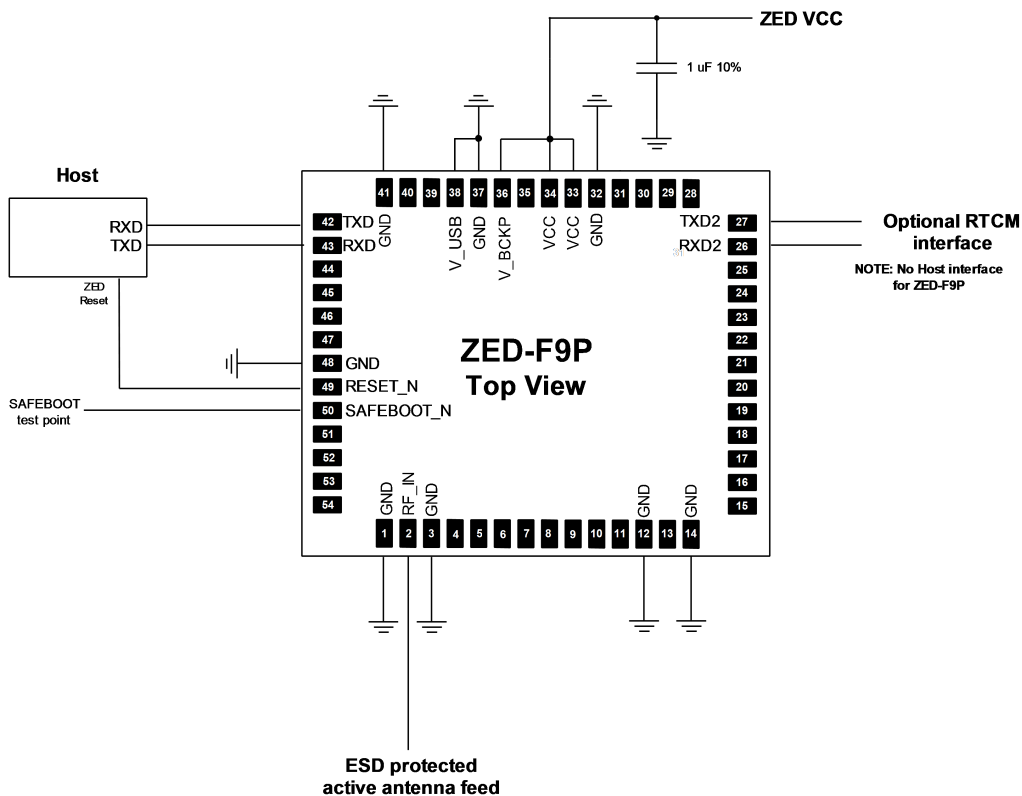 ZED VCC
1 uF 10%
Host
RXD
TXD
ZED
Reset
41 40 39 38 37 36 35 34 33 32 31 30 29 28
GND V_USB GND V_BCKP VCC VCC GND
42 TXD
43 RXD
44
45
46
47
48 GND
49 RESET_N
50 SAFEBOOT_N
51
52
53
54
SAFEBOOT
test point
ZED-F9P
Top View
TXD2 27
RXD2 26
25
24
23
22
21
20
19
18
17
16
15
Optional RTCM
interface
NOTE: No Host interface
for ZED-F9P
GND RF_IN GND GND GND
1 2 3 4 5 6 7 8 9 10 11 12 13 14
ESD protected
active antenna feed